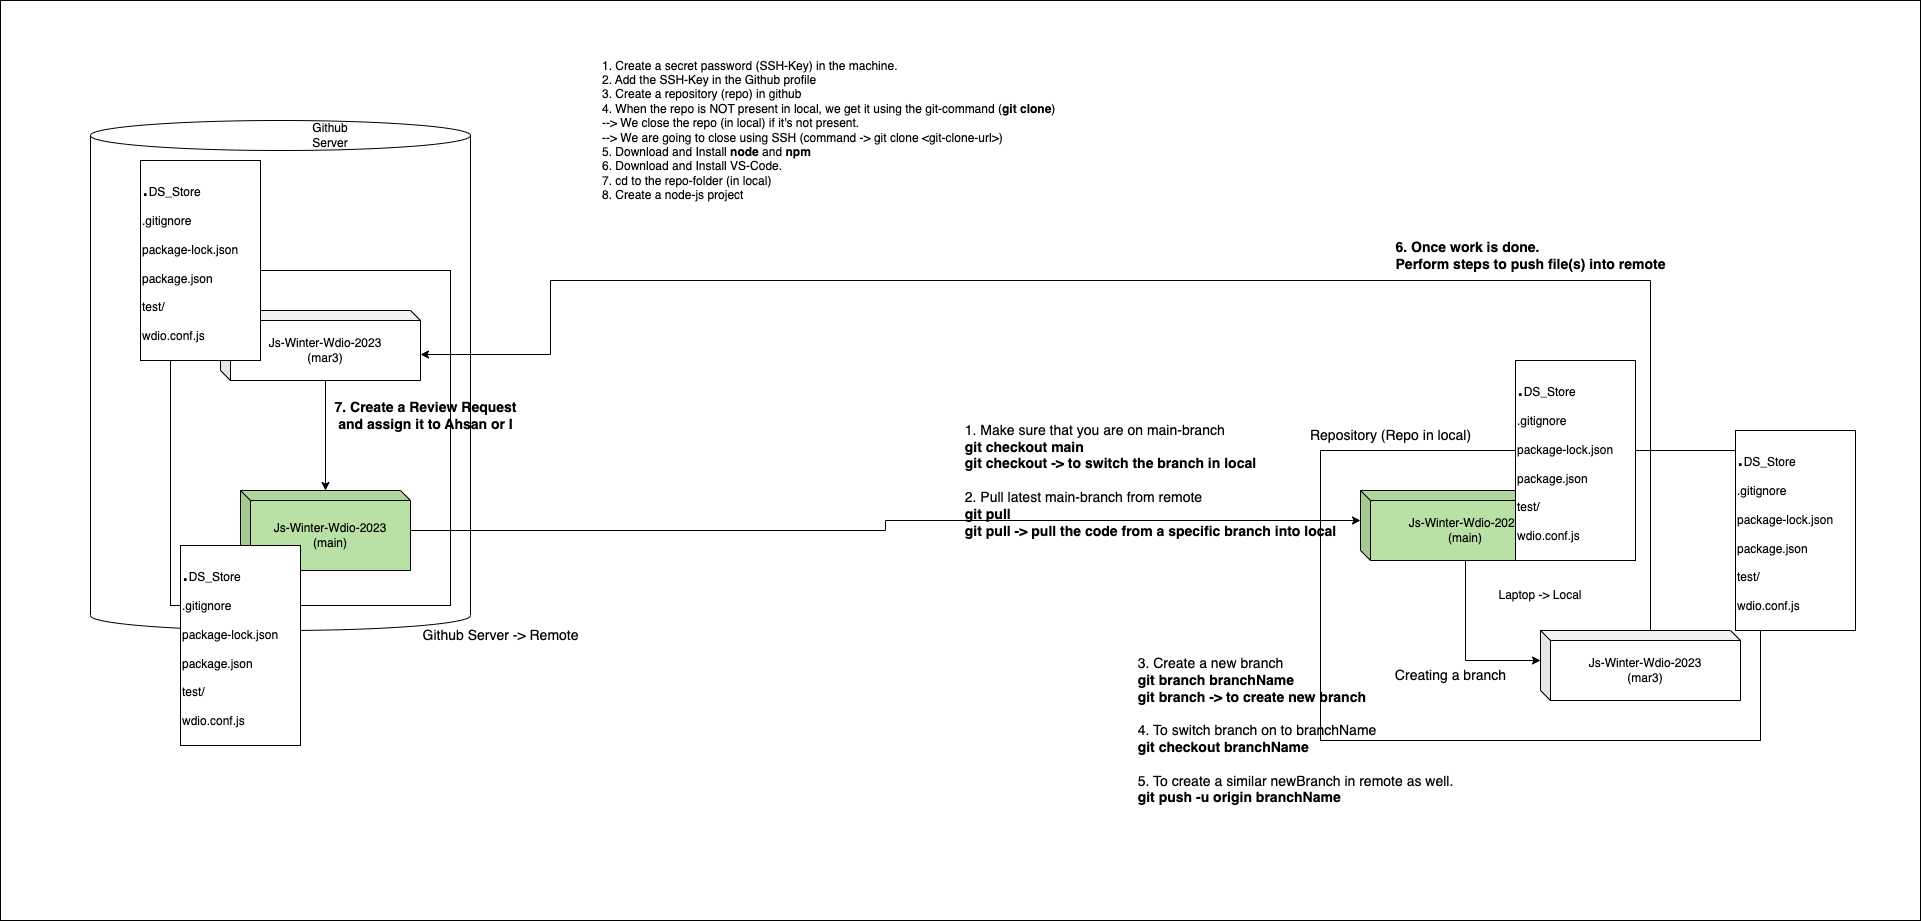 1. Create a secret password (SSH-Key) in the machine.
2. Add the SSH-Key in the Github profile
3. Create a repository (repo) in github
4. When the repo is NOT present in local, we get it using the git-command (git clone)
--> We close the repo (in local) if it's not present.
--> We are going to close using SSH (command -> git clone <git-clone-url>)
5. Download and Install node and npm
6. Download and Install VS-Code.
7. cd to the repo-folder (in local)
8. Create a node-js project
Github
Server
.DS_Store
.gitignore
package-lock.json
package.json
test/
wdio.conf.js
Js-Winter-Wdio-2023
(mar3)
7. Create a Review Request
and assign it to Ahsan or I
Js-Winter-Wdio-2023
(main)
.DS_Store
.gitignore
package-lock.json
package.json
test/
wdio.conf.js
Github Server -> Remote
6. Once work is done.
Perform steps to push file(s) into remote
1. Make sure that you are on main-branch
git checkout main
git checkout -> to switch the branch in local
2. Pull latest main-branch from remote
git pull
git pull -> pull the code from a specific branch into local
Repository (Repo in local)
.DS_Store
.gitignore
package-lock.json
package.json
test/
wdio.conf.js
Js-Winter-Wdio-202
(main)
.DS_Store
.gitignore
package-lock.json
package.json
test/
wdio.conf.js
Laptop -> Local
Creating a branch
Js-Winter-Wdio-2023
(mar3)
3. Create a new branch
git branch branchName
git branch -> to create new branch
4. To switch branch on to branchName
git checkout branchName
5. To create a similar newBranch in remote as well.
git push -u origin branchName